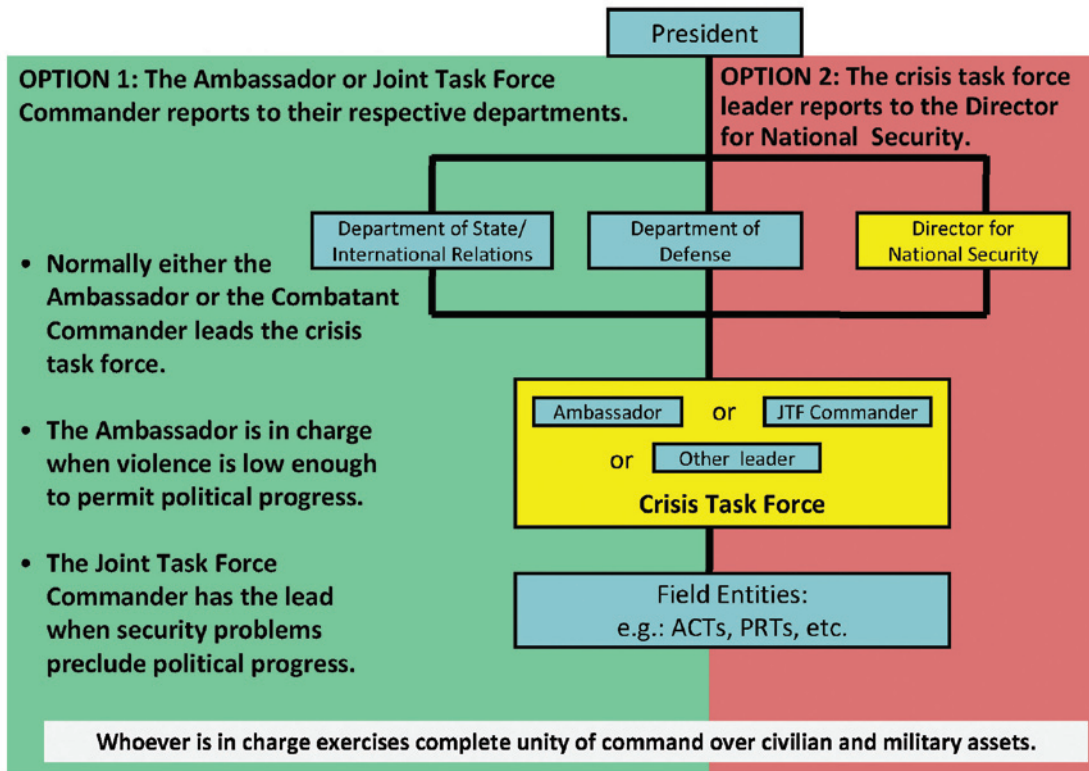 President
OPTION 1: The Ambassador or Joint Task Force
Commander reports to their respective departments.
OPTION 2: The crisis task force
leader reports to the Director
for National  Security.
Department of State/
International Relations
Department of
Defense
Director for
National Security
• Normally either the
Ambassador or the Combatant
Commander leads the crisis
task force.
• The Ambassador is in charge
when violence is low enough
to permit political progress.
• The Joint Task Force
Commander has the lead
when security problems
preclude political progress.
Ambassador or JTF Commander
or Other leader
Crisis Task Force
Field Entities:
e.g.: ACTs, PRTs, etc.
Whoever is in charge exercises complete unity of command over civilian and military assets.